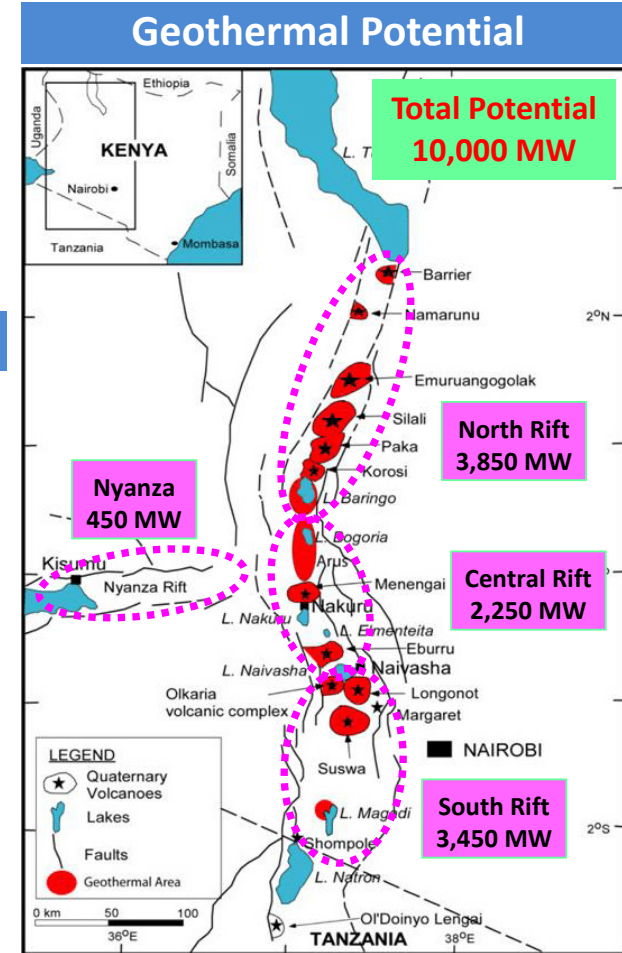 Geothermal Potential
Ethiopia
Uganda
KENYA
Somalia
Nairobi
Tanzania
Mombasa
Total Potential
10,000 MW
Barrier
Namarunu
2ºN
Emuruangogolak
Silali
Paka
Korosi
North Rift
3,850 MW
L. Baringo
Nyanza
450 MW
L. Bogoria
Arus
Kisumu
Nyanza Rift
Menengai
Central Rift
2,250 MW
Nakuru
L. Nakuru
L. Elmenteita
Eburru
L. Naivasha
Naivasha
Olkaria
volcanic complex
Longonot
Margaret
Suswa
NAIROBI
LEGEND
Quaternary
Volcanoes
Lakes
Faults
Geothermal Area
L. Magadi
South Rift
3,450 MW
2ºS
Shompole
L. Natron
0 km 50 100
Ol'Doinyo Lengai
36ºE
TANZANIA
38ºE